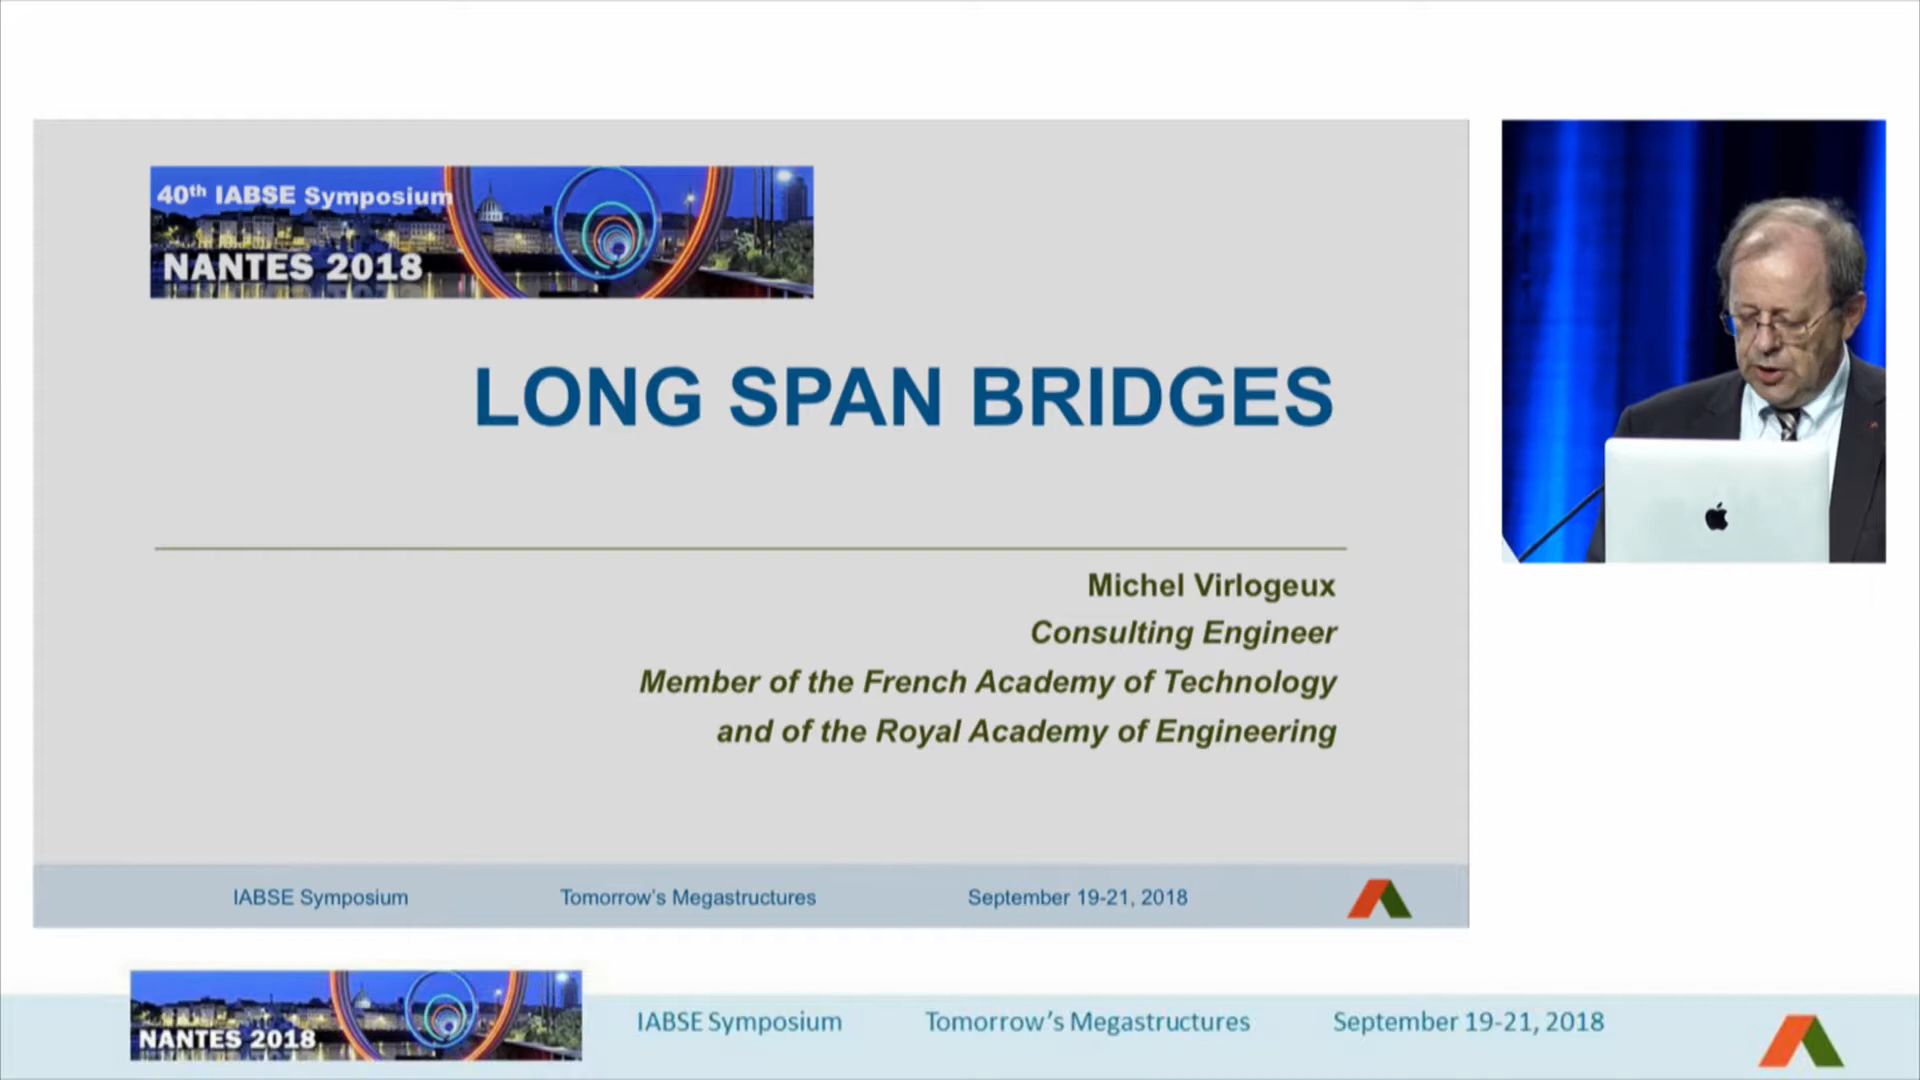 40th IABSE Symposium
NANTES 2018
LONG SPAN BRIDGES
Michel Virlogeux
Consulting Engineer
Member of the French Academy of Technology
and of the Royal Academy of Engineering
IABSE Symposium Tomorrow's Megastructures September 19-21, 2018
NANTES 2018
IABSE Symposium Tomorrow's Megastructures September 19-21, 2018